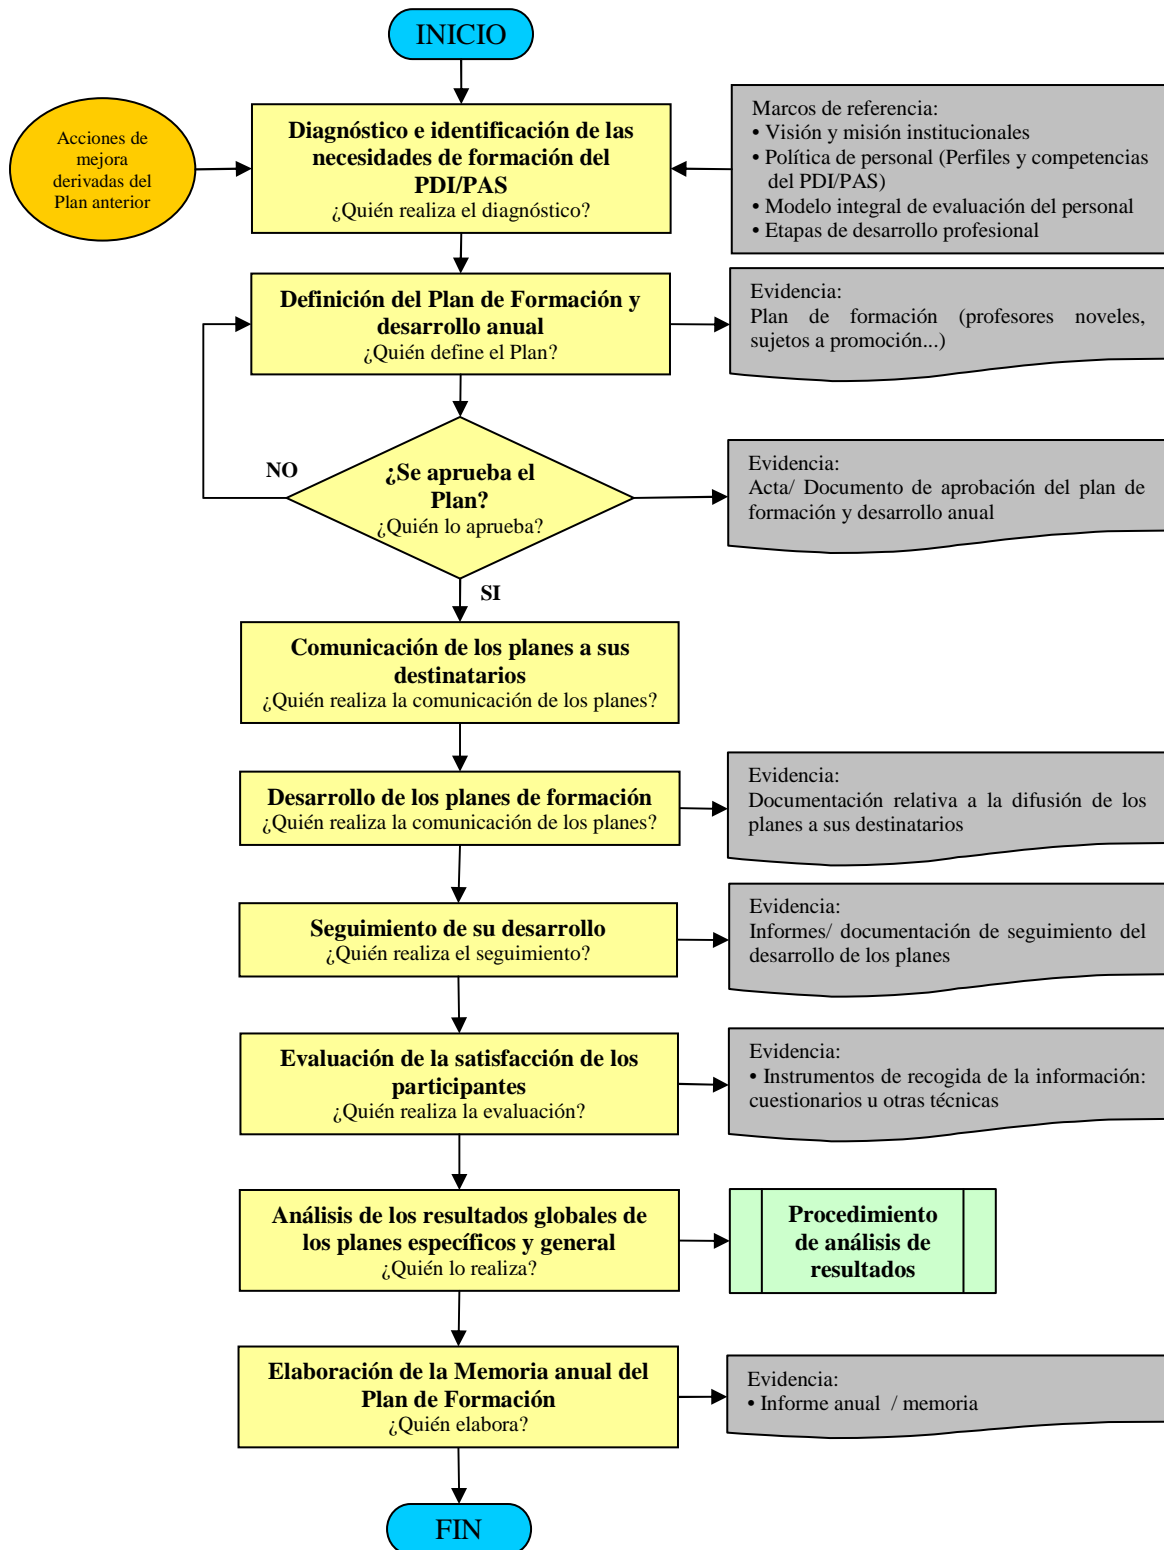 INICIO
Acciones de
mejora
derivadas del
Plan anterior
Diagnóstico e identificación de las
necesidades de formación del
PDI/PAS
¿Quién realiza el diagnóstico?
Marcos de referencia:
• Visión y misión institucionales
• Política de personal (Perfiles y competencias
del PDI/PAS)
• Modelo integral de evaluación del personal
• Etapas de desarrollo profesional
Definición del Plan de Formación y
desarrollo anual
¿Quién define el Plan?
Evidencia:
Plan de formación (profesores noveles,
sujetos a promoción...)
NO
¿Se aprueba el
Plan?
¿Quién lo aprueba?
Evidencia:
Acta/ Documento de aprobación del plan de
formación y desarrollo anual
SI
Comunicación de los planes a sus
destinatarios
¿Quién realiza la comunicación de los planes?
Desarrollo de los planes de formación
¿Quién realiza la comunicación de los planes?
Evidencia:
Documentación relativa a la difusión de los
planes a sus destinatarios
Seguimiento de su desarrollo
¿Quién realiza el seguimiento?
Evidencia:
Informes/ documentación de seguimiento del
desarrollo de los planes
Evaluación de la satisfacción de los
participantes
¿Quién realiza la evaluación?
Evidencia:
• Instrumentos de recogida de la información:
cuestionarios u otras técnicas
Análisis de los resultados globales de
los planes específicos y general
¿Quién lo realiza?
Procedimiento
de análisis de
resultados
Elaboración de la Memoria anual del
Plan de Formación
¿Quién elabora?
Evidencia:
• Informe anual / memoria
FIN